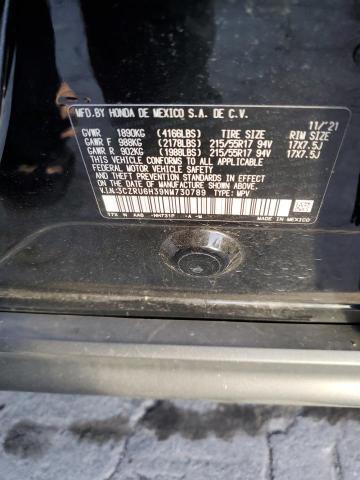 MFD. BY HONDA DE MEXICO S.A. DE C.V. 11/'21
GVWR 1890KG (4166LBS) TIRE SIZE RIM SIZE
GAWR F 988KG (2178LBS) 215/55R17 94V 17X7.5J
GAWR R 902KG (1988LBS) 215/55R17 94V 17X7.5J
THIS VEHICLE CONFORMS TO ALL APPLICABLE
FEDERAL MOTOR VEHICLE SAFETY AND THEFT
PREVENTION STANDARDS IN EFFECT ON THE DATE
OF MANUFACTURE SHOWN ABOVE.
V.I.N.:3CZRU6H39NM730789 TYPE: MPV
A -M